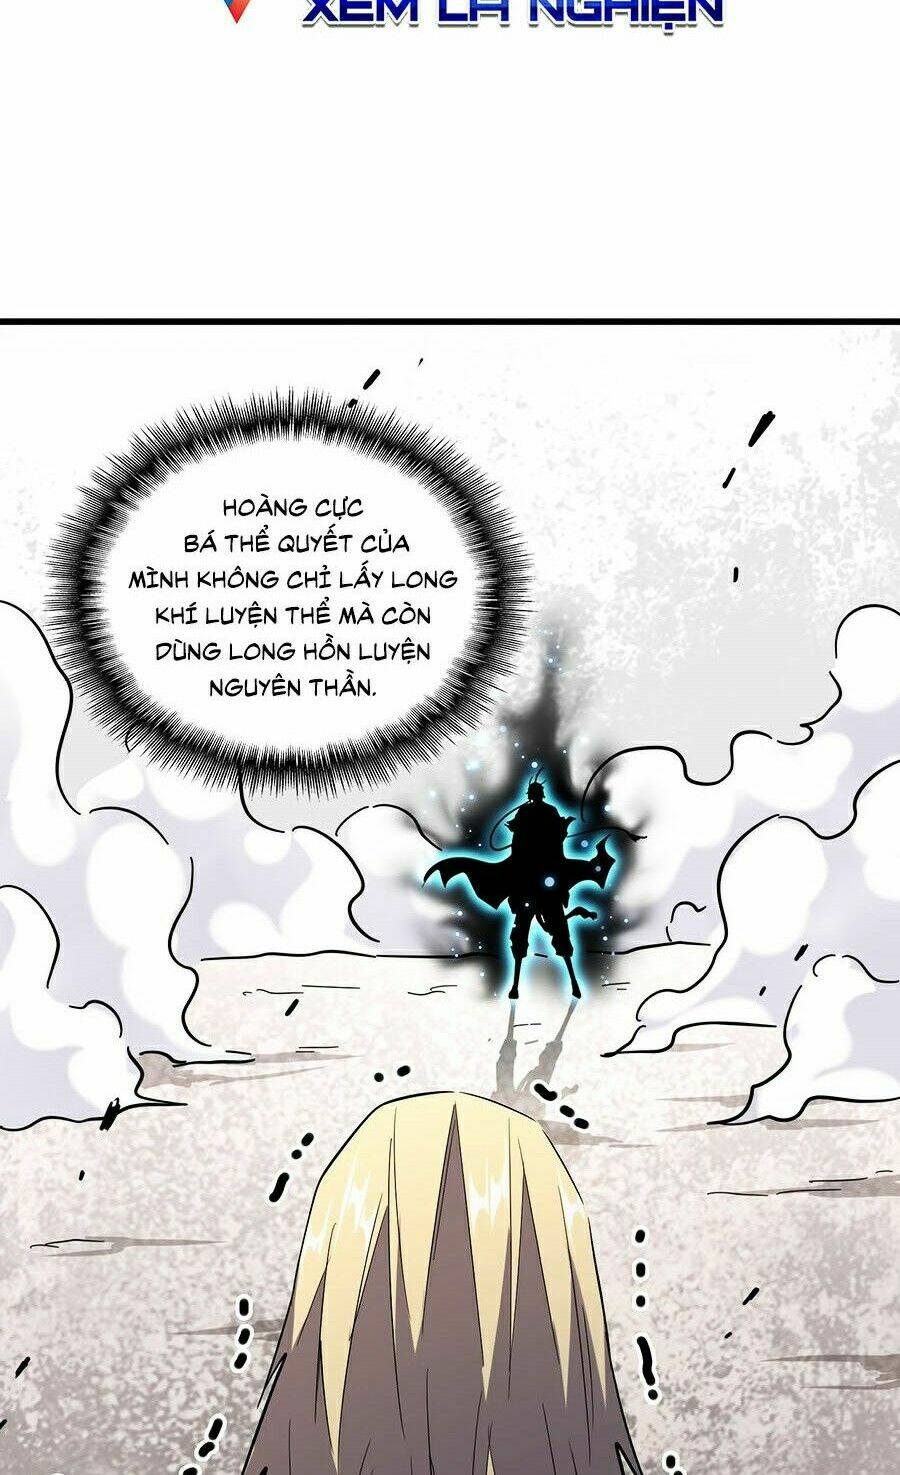 XEM LÀ NGHIỆN
HOÀNG CỰC
BÁ THỂ QUYẾT CỦA
MÌNH KHÔNG CHỈ LẤY LONG
KHÍ LUYỆN THỂ MÀ CÒN
DÙNG LONG HỒN LUYỆN
NGUYÊN THẦN.